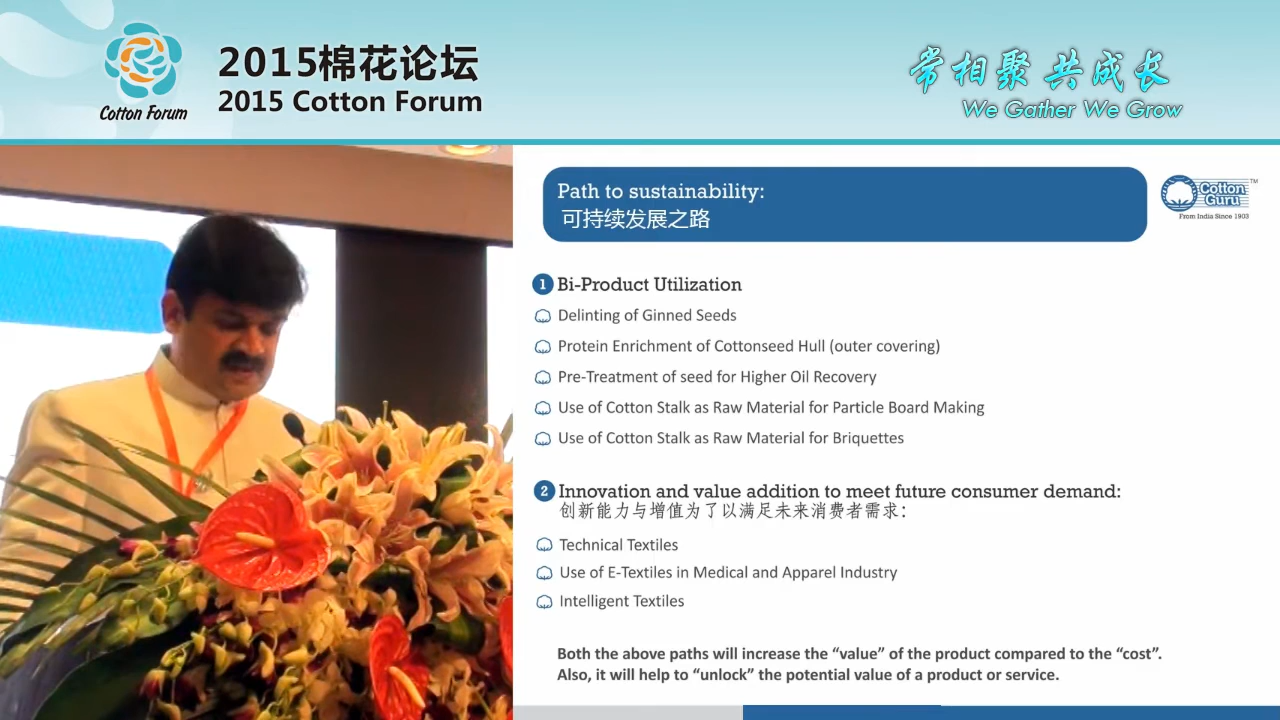 2015棉花论坛
2015 Cotton Forum
Cotton Forum
常相聚 共成长
We Gather We Grow
Path to sustainability:
可持续发展之路
Cotton Guru TM
From India Since 1903
1 Bi-Product Utilization
Delinting of Ginned Seeds
Protein Enrichment of Cottonseed Hull (outer covering)
Pre-Treatment of seed for Higher Oil Recovery
Use of Cotton Stalk as Raw Material for Particle Board Making
Use of Cotton Stalk as Raw Material for Briquettes
2 Innovation and value addition to meet future consumer demand:
创新能力与增值为了以满足未来消费者需求：
Technical Textiles
Use of E-Textiles in Medical and Apparel Industry
Intelligent Textiles
Both the above paths will increase the “value” of the product compared to the “cost”.
Also, it will help to “unlock” the potential value of a product or service.